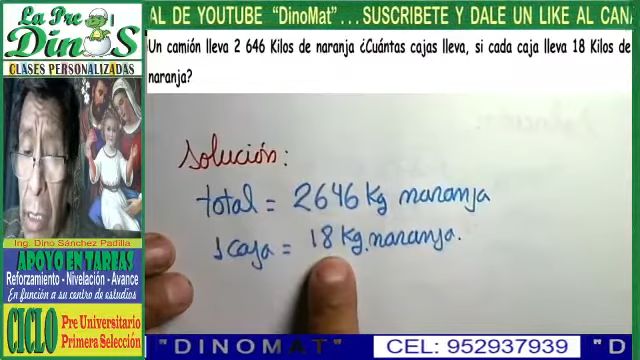 La Pre
DinoS
CLASES PERSONALIZADAS
AL DE YOUTUBE “DinoMat”...SUSCRIBETE Y DALE UN LIKE AL CAN
Un camión lleva 2 646 Kilos de naranja ¿Cuántas cajas lleva, si cada caja lleva 18 Kilos de
naranja?
Solución:
total = 2646 Kg naranja
1 caja = 18 Kg. naranja.
Ing. Dino Sánchez Padilla
APOYO EN TAREAS
Reforzamiento - Nivelación - Avance
En función a su centro de estudios
CICLO Pre Universitario
Primera Selección
"DINOMAT"
CEL: 952937939
"D